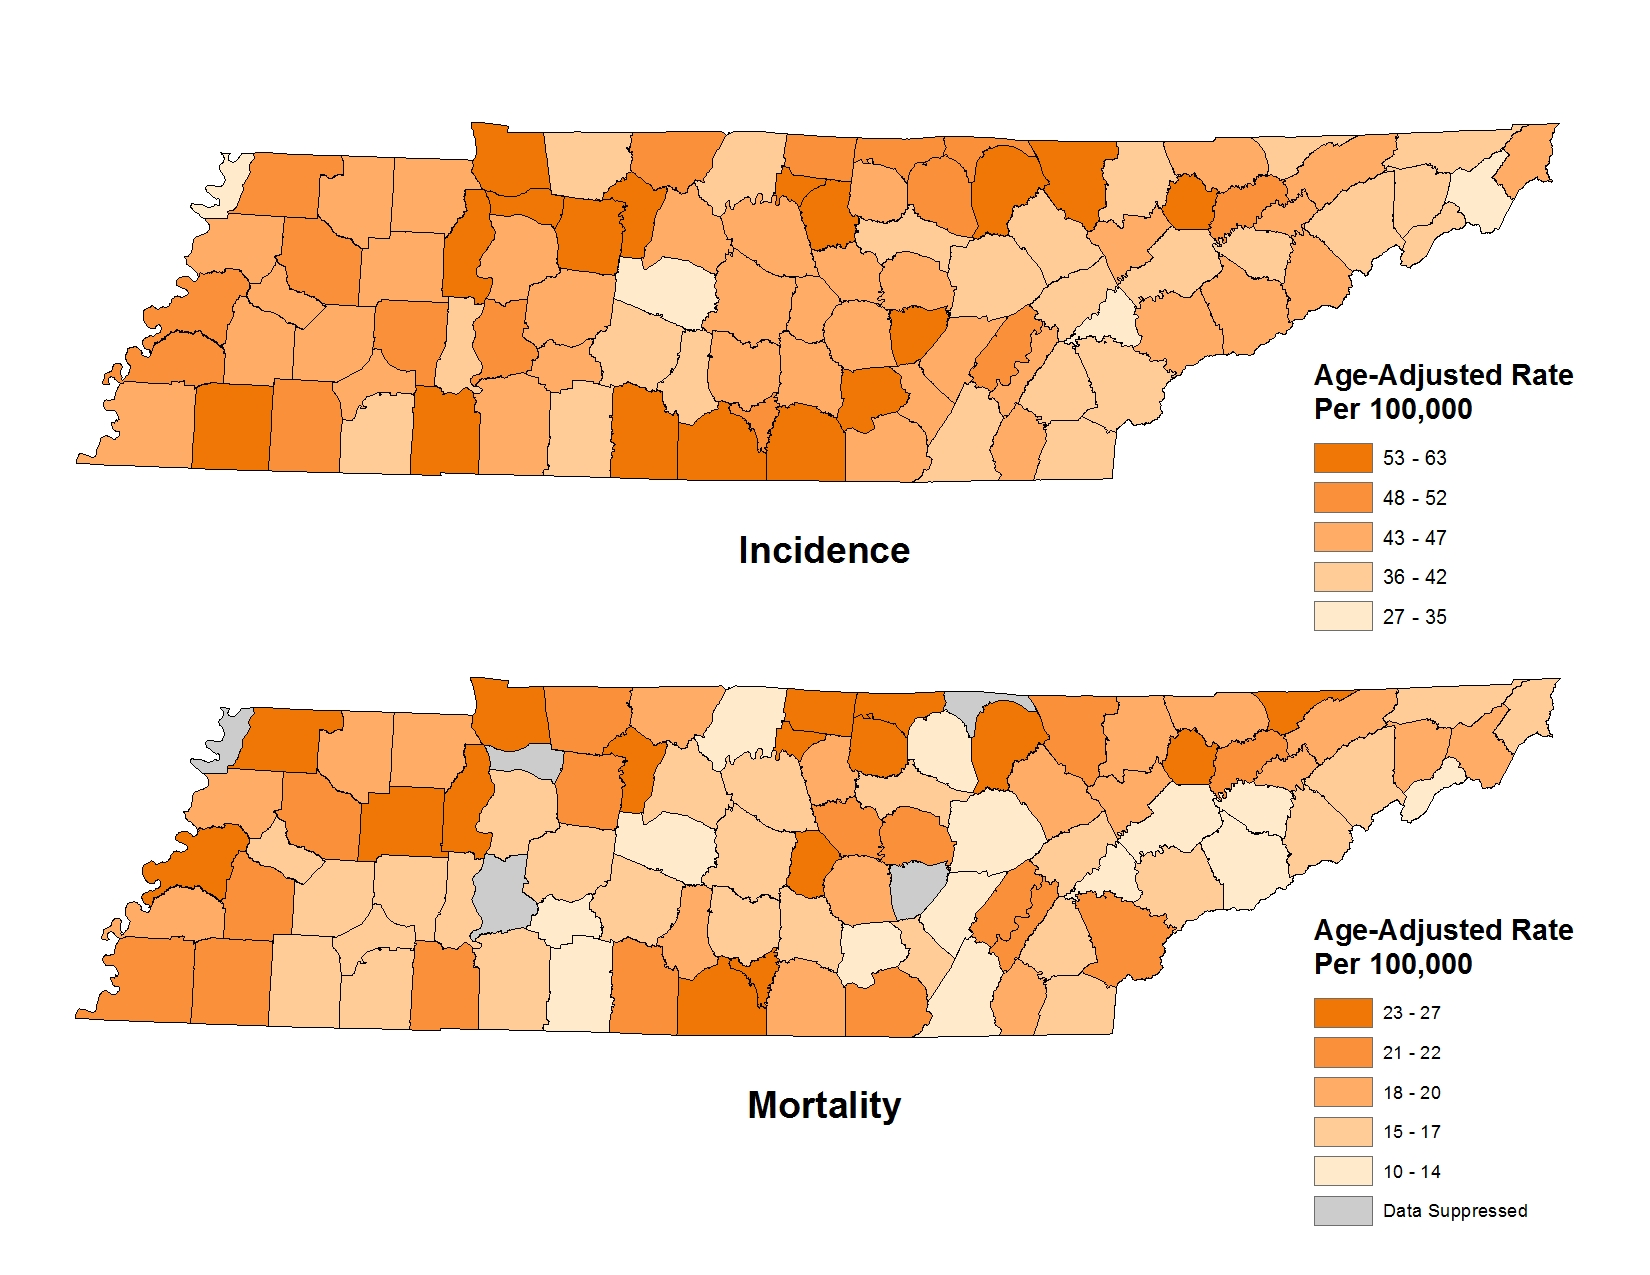 Age-Adjusted Rate
Per 100,000
53 - 63
48 - 52
43 - 47
36 - 42
27 - 35
Incidence
Age-Adjusted Rate
Per 100,000
23 - 27
21 - 22
18 - 20
15 - 17
10 - 14
Data Suppressed
Mortality